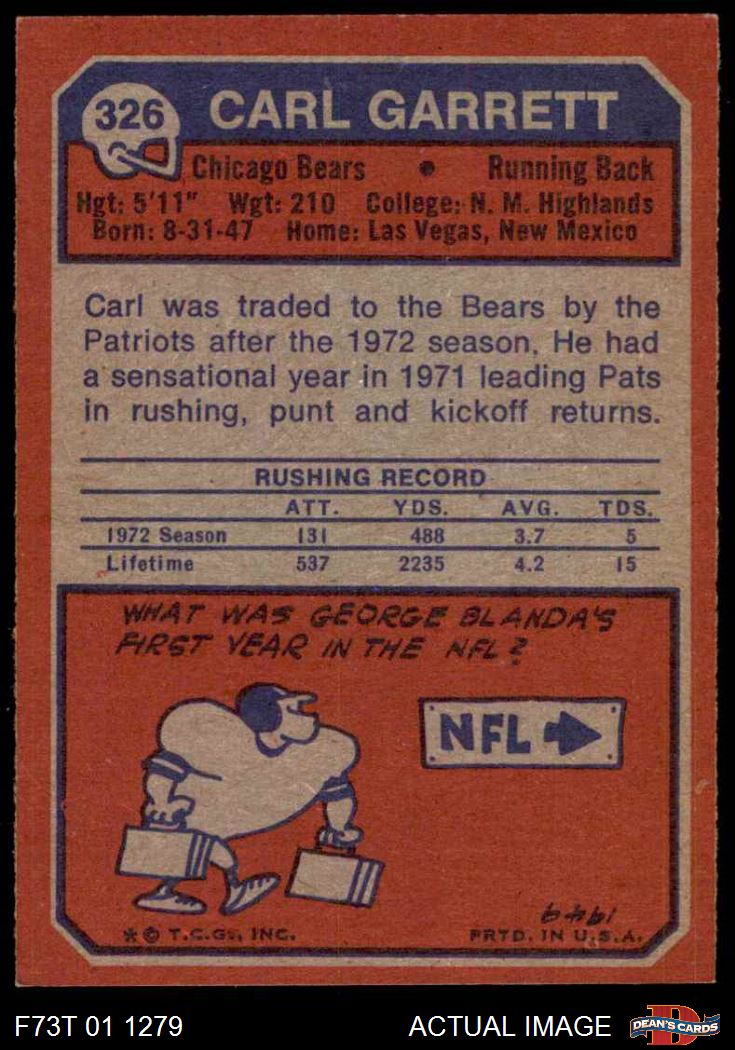 326 CARL GARRETT
Chicago Bears • Running Back
Hgt: 5'11" Wgt: 210 College: N. M. Highlands
Born: 8-31-47 Home: Las Vegas, New Mexico
Carl was traded to the Bears by the
Patriots after the 1972 season. He had
a sensational year in 1971 leading Pats
in rushing, punt and kickoff returns.
RUSHING RECORD
ATT. YDS. AVG. TDS.
1972 Season 131 488 3.7 5
Lifetime 537 2235 4.2 15
WHAT WAS GEORGE BLANDA'S
FIRST YEAR IN THE NFL?
NFL
1949
* © T.C.G., INC. PRTD. IN U.S.A.
F73T 01 1279 ACTUAL IMAGE DEAN'S CARDS